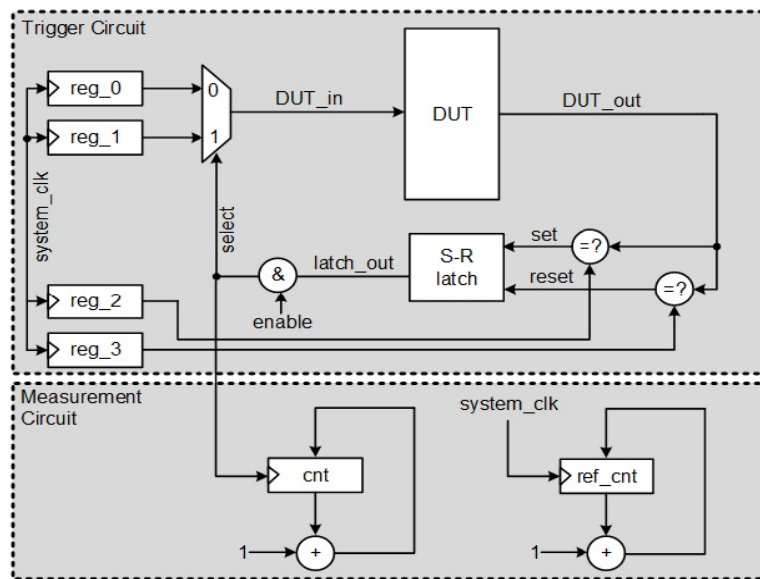 Trigger Circuit
reg_0
0
DUT_in
DUT
DUT_out
reg_1
1
system_clk
select
set
=?
S-R
latch
latch_out
&
reset
=?
enable
reg_2
reg_3
Measurement
Circuit
system_clk
cnt
ref_cnt
1
+
1
+